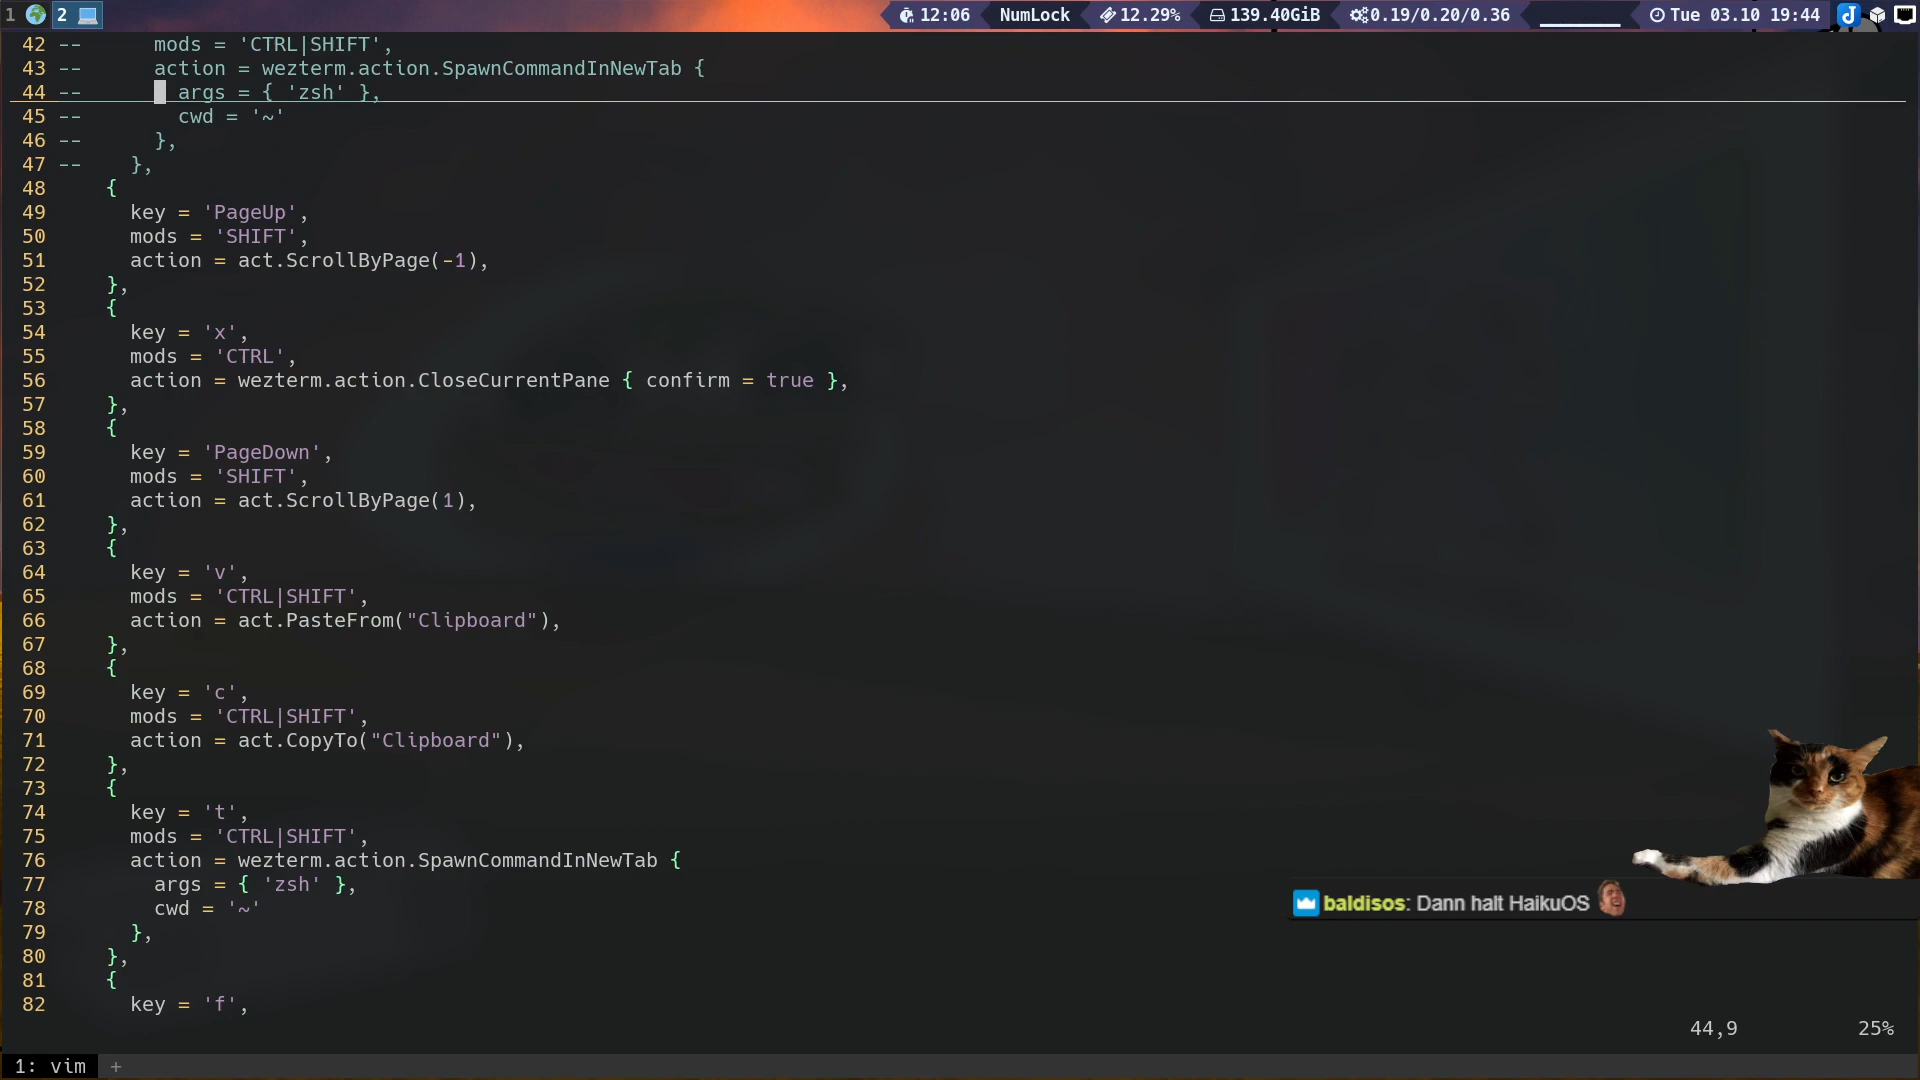 1 2 12:06 NumLock 12.29% 139.40GiB 0.19/0.20/0.36 Tue 03.10 19:44
42 --      mods = 'CTRL|SHIFT',
43 --      action = wezterm.action.SpawnCommandInNewTab {
44 --        args = { 'zsh' },
45 --        cwd = '~'
46 --      },
47 --    },
48     {
49       key = 'PageUp',
50       mods = 'SHIFT',
51       action = act.ScrollByPage(-1),
52     },
53     {
54       key = 'x',
55       mods = 'CTRL',
56       action = wezterm.action.CloseCurrentPane { confirm = true },
57     },
58     {
59       key = 'PageDown',
60       mods = 'SHIFT',
61       action = act.ScrollByPage(1),
62     },
63     {
64       key = 'v',
65       mods = 'CTRL|SHIFT',
66       action = act.PasteFrom("Clipboard"),
67     },
68     {
69       key = 'c',
70       mods = 'CTRL|SHIFT',
71       action = act.CopyTo("Clipboard"),
72     },
73     {
74       key = 't',
75       mods = 'CTRL|SHIFT',
76       action = wezterm.action.SpawnCommandInNewTab {
77         args = { 'zsh' },
78         cwd = '~'
79       },
80     },
81     {
82       key = 'f',
baldisos: Dann halt HaikuOS
44,9 25%
1: vim +